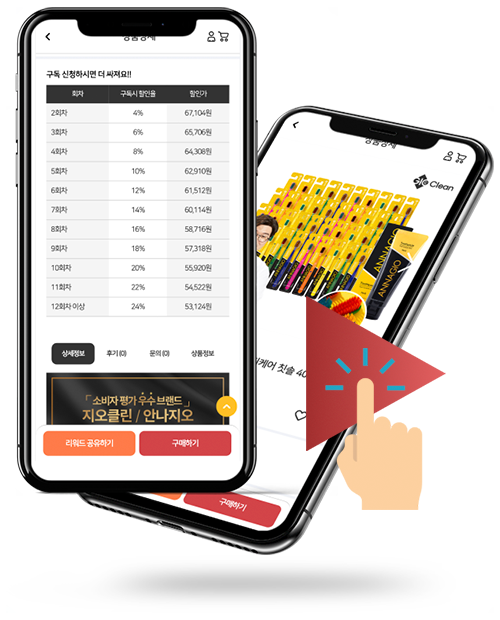 상품상세
구독 신청하시면 더 싸져요!!
회차 구독시 할인율 할인가
2회차 4% 67,104원
3회차 6% 65,706원
4회차 8% 64,308원
5회차 10% 62,910원
6회차 12% 61,512원
7회차 14% 60,114원
8회차 16% 58,716원
9회차 18% 57,318원
10회차 20% 55,920원
11회차 22% 54,522원
12회차 이상 24% 53,124원
상세정보 후기 (0) 문의 (0) 상품정보
「소비자 평가 우수 브랜드」
지오클린 / 안나지오
리워드 공유하기 구매하기
상품상세
Clean
ANNAGIO
ANNAGIO
케어 칫솔 40
구매하기